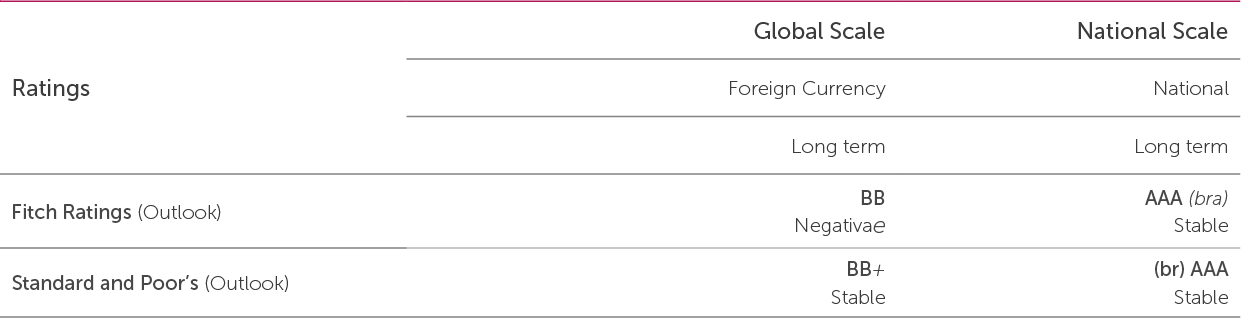 Global Scale National Scale
Ratings
Foreign Currency National
Long term Long term
Fitch Ratings (Outlook)
BB AAA (bra)
Negativae Stable
Standard and Poor’s (Outlook)
BB+ (br) AAA
Stable Stable